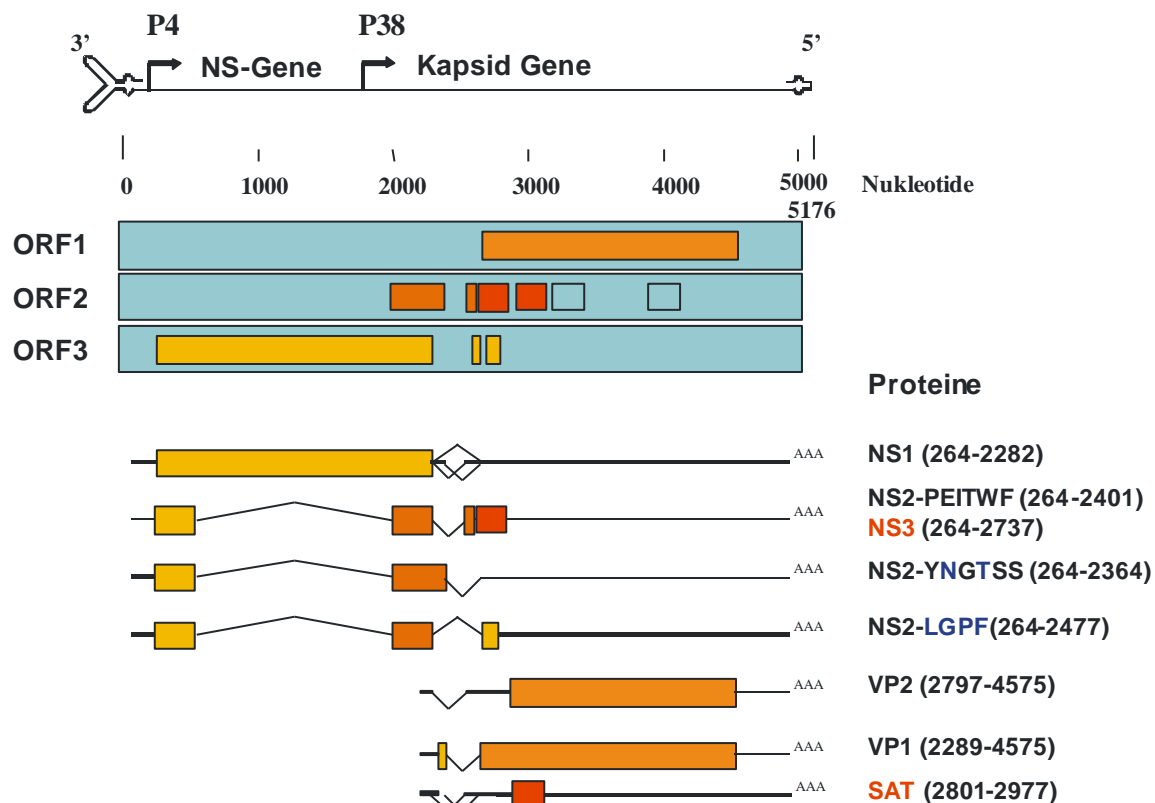 P4 P38
3’ 5’
NS-Gene Kapsid Gene
0 1000 2000 3000 4000 5000 Nukleotide
5176
ORF1
ORF2
ORF3
Proteine
AAA NS1 (264-2282)
NS2-PEITWF (264-2401)
AAA NS3 (264-2737)
AAA NS2-YNGTSS (264-2364)
AAA NS2-LGPF(264-2477)
AAA VP2 (2797-4575)
AAA VP1 (2289-4575)
AAA SAT (2801-2977)